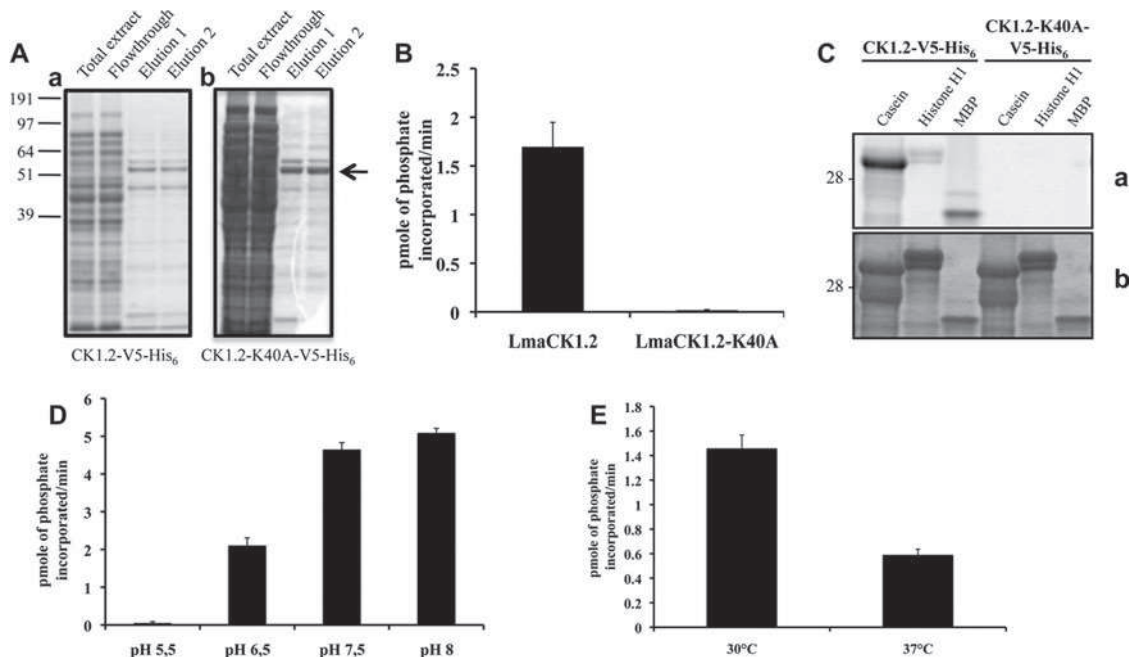 A
a
Total extract
Flowthrough
Elution 1
Elution 2
b
Total extract
Flowthrough
Elution 1
Elution 2
191
97
64
51
39
CK1.2-V5-His6
CK1.2-K40A-V5-His6
B
pmole of phosphate
incorporated/min
2.5
2
1.5
1
0.5
0
LmaCK1.2
LmaCK1.2-K40A
C
CK1.2-V5-His6
CK1.2-K40A-
V5-His6
Casein
Histone H1
MBP
Casein
Histone H1
MBP
28
a
28
b
D
pmole of phosphate
incorporated/min
6
5
4
3
2
1
0
pH 5,5
pH 6,5
pH 7,5
pH 8
E
pmole of phosphate
incorporated/min
1.8
1.6
1.4
1.2
1
0.8
0.6
0.4
0.2
0
30°C
37°C